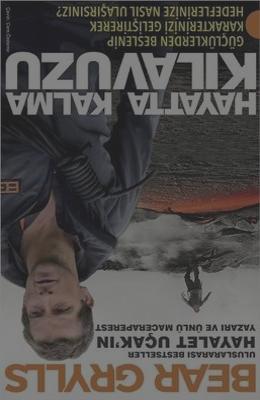 BEAR GRYLLS
ULUSLARARASI BESTSELLER
HAYALET UÇAK'IN
YAZARI VE ÜNLÜ MACERAPEREST
HAYATTA KALMA
KILAVUZU
GÜÇLÜKLERDEN BESLENİP
KARAKTERİNİZİ GELİŞTİREREK
HEDEFLERİNİZE NASIL ULAŞIRSINIZ?